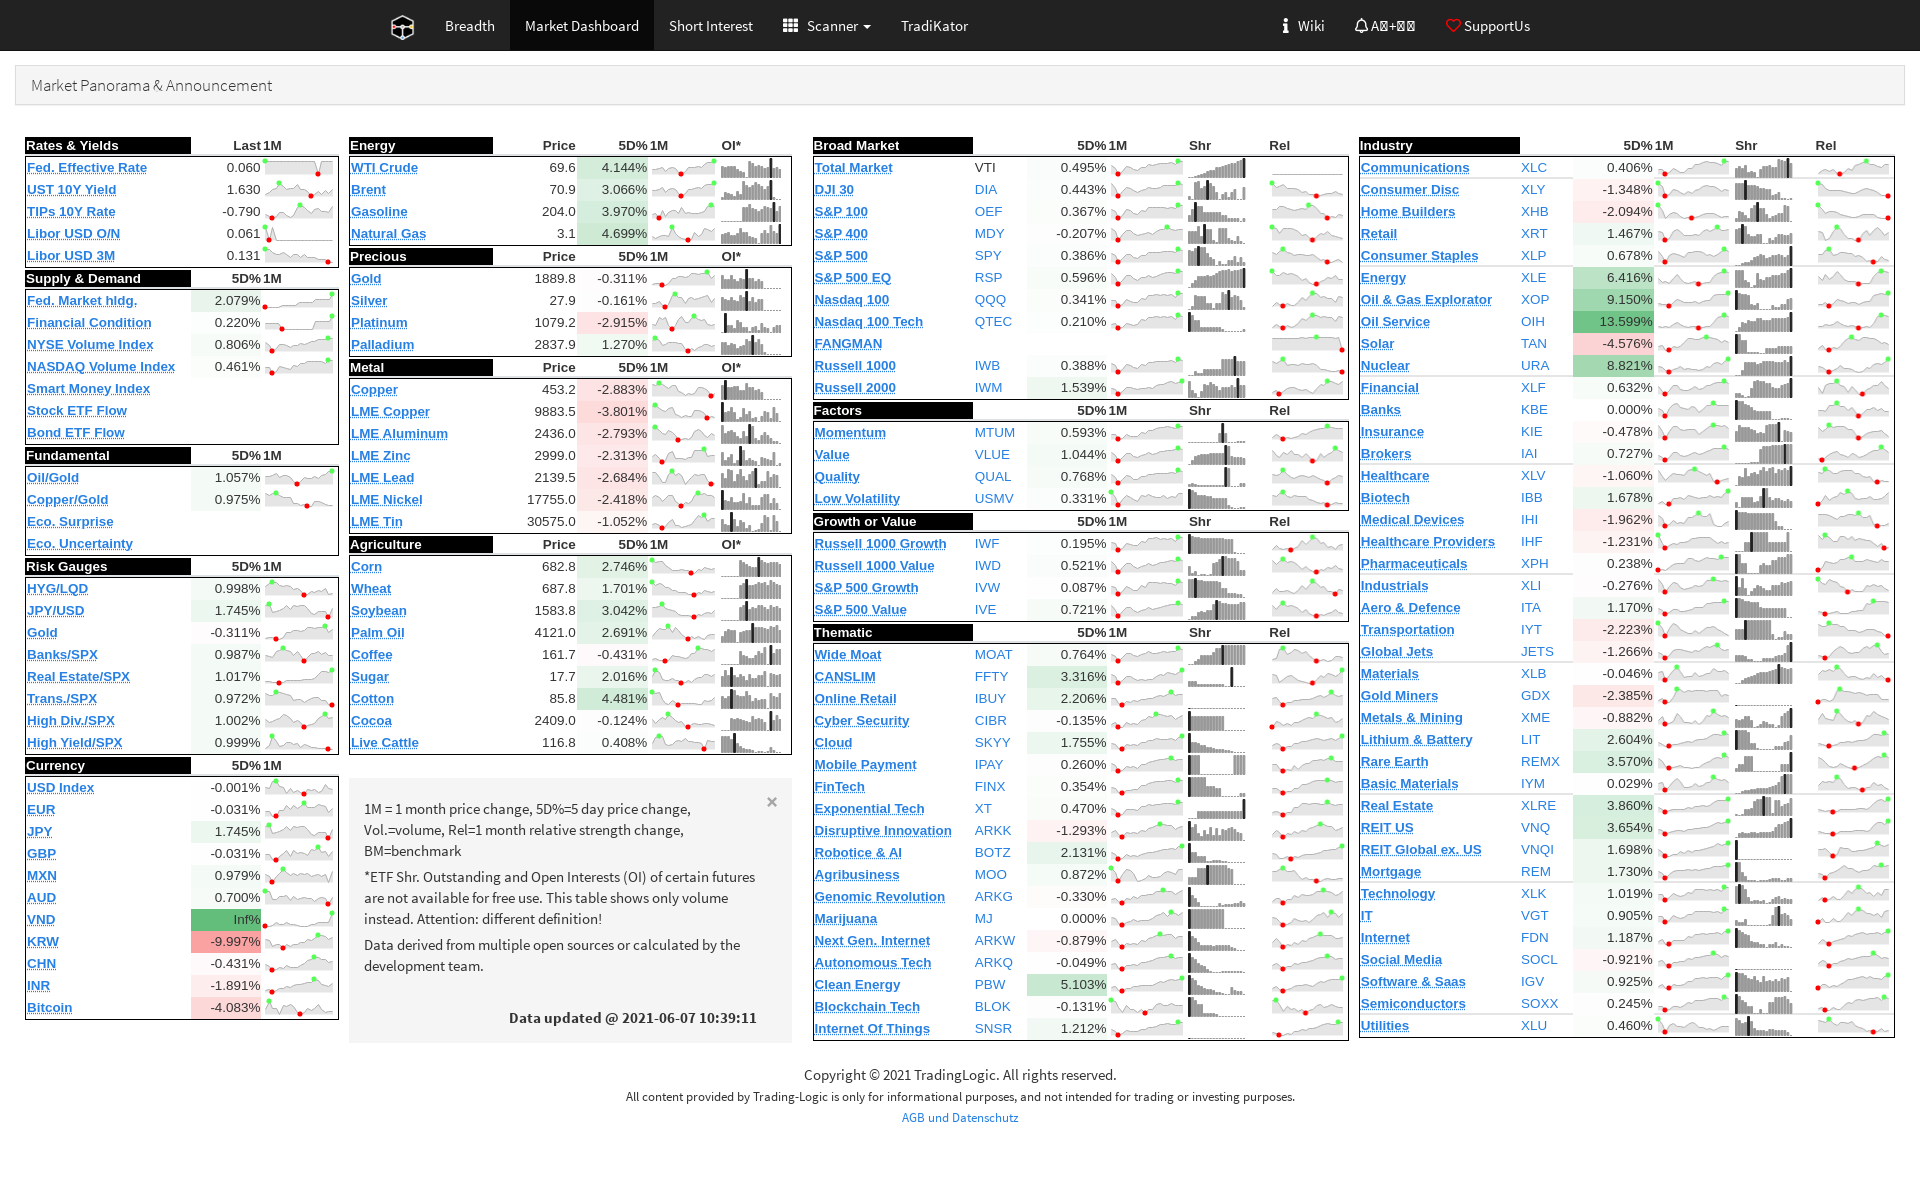 Breadth Market Dashboard Short Interest Scanner TradiKator Wiki SupportUs
Market Panorama & Announcement
Rates & Yields Last 1M
Fed. Effective Rate 0.060
UST 10Y Yield 1.630
TIPs 10Y Rate -0.790
Libor USD O/N 0.061
Libor USD 3M 0.131
Supply & Demand 5D% 1M
Fed. Market hldg. 2.079%
Financial Condition 0.220%
NYSE Volume Index 0.806%
NASDAQ Volume Index 0.461%
Smart Money Index
Stock ETF Flow
Bond ETF Flow
Fundamental 5D% 1M
Oil/Gold 1.057%
Copper/Gold 0.975%
Eco. Surprise
Eco. Uncertainty
Risk Gauges 5D% 1M
HYG/LQD 0.998%
JPY/USD 1.745%
Gold -0.311%
Banks/SPX 0.987%
Real Estate/SPX 1.017%
Trans./SPX 0.972%
High Div./SPX 1.002%
High Yield/SPX 0.999%
Currency 5D% 1M
USD Index -0.001%
EUR -0.031%
JPY 1.745%
GBP -0.031%
MXN 0.979%
AUD 0.700%
VND Inf%
KRW -9.997%
CHN -0.431%
INR -1.891%
Bitcoin -4.083%
Energy Price 5D% 1M OI*
WTI Crude 69.6 4.144%
Brent 70.9 3.066%
Gasoline 204.0 3.970%
Natural Gas 3.1 4.699%
Precious Price 5D% 1M OI*
Gold 1889.8 -0.311%
Silver 27.9 -0.161%
Platinum 1079.2 -2.915%
Palladium 2837.9 1.270%
Metal Price 5D% 1M OI*
Copper 453.2 -2.883%
LME Copper 9883.5 -3.801%
LME Aluminum 2436.0 -2.793%
LME Zinc 2999.0 -2.313%
LME Lead 2139.5 -2.684%
LME Nickel 17755.0 -2.418%
LME Tin 30575.0 -1.052%
Agriculture Price 5D% 1M OI*
Corn 682.8 2.746%
Wheat 687.8 1.701%
Soybean 1583.8 3.042%
Palm Oil 4121.0 2.691%
Coffee 161.7 -0.431%
Sugar 17.7 2.016%
Cotton 85.8 4.481%
Cocoa 2409.0 -0.124%
Live Cattle 116.8 0.408%
×
1M = 1 month price change, 5D%=5 day price change,
Vol.=volume, Rel=1 month relative strength change,
BM=benchmark
*ETF Shr. Outstanding and Open Interests (OI) of certain futures
are not available for free use. This table shows only volume
instead. Attention: different definition!
Data derived from multiple open sources or calculated by the
development team.
Data updated @ 2021-06-07 10:39:11
Broad Market 5D% 1M Shr Rel
Total Market VTI 0.495%
DJI 30 DIA 0.443%
S&P 100 OEF 0.367%
S&P 400 MDY -0.207%
S&P 500 SPY 0.386%
S&P 500 EQ RSP 0.596%
Nasdaq 100 QQQ 0.341%
Nasdaq 100 Tech QTEC 0.210%
FANGMAN
Russell 1000 IWB 0.388%
Russell 2000 IWM 1.539%
Factors 5D% 1M Shr Rel
Momentum MTUM 0.593%
Value VLUE 1.044%
Quality QUAL 0.768%
Low Volatility USMV 0.331%
Growth or Value 5D% 1M Shr Rel
Russell 1000 Growth IWF 0.195%
Russell 1000 Value IWD 0.521%
S&P 500 Growth IVW 0.087%
S&P 500 Value IVE 0.721%
Thematic 5D% 1M Shr Rel
Wide Moat MOAT 0.764%
CANSLIM FFTY 3.316%
Online Retail IBUY 2.206%
Cyber Security CIBR -0.135%
Cloud SKYY 1.755%
Mobile Payment IPAY 0.260%
FinTech FINX 0.354%
Exponential Tech XT 0.470%
Disruptive Innovation ARKK -1.293%
Robotice & AI BOTZ 2.131%
Agribusiness MOO 0.872%
Genomic Revolution ARKG -0.330%
Marijuana MJ 0.000%
Next Gen. Internet ARKW -0.879%
Autonomous Tech ARKQ -0.049%
Clean Energy PBW 5.103%
Blockchain Tech BLOK -0.131%
Internet Of Things SNSR 1.212%
Industry 5D% 1M Shr Rel
Communications XLC 0.406%
Consumer Disc XLY -1.348%
Home Builders XHB -2.094%
Retail XRT 1.467%
Consumer Staples XLP 0.678%
Energy XLE 6.416%
Oil & Gas Explorator XOP 9.150%
Oil Service OIH 13.599%
Solar TAN -4.576%
Nuclear URA 8.821%
Financial XLF 0.632%
Banks KBE 0.000%
Insurance KIE -0.478%
Brokers IAI 0.727%
Healthcare XLV -1.060%
Biotech IBB 1.678%
Medical Devices IHI -1.962%
Healthcare Providers IHF -1.231%
Pharmaceuticals XPH 0.238%
Industrials XLI -0.276%
Aero & Defence ITA 1.170%
Transportation IYT -2.223%
Global Jets JETS -1.266%
Materials XLB -0.046%
Gold Miners GDX -2.385%
Metals & Mining XME -0.882%
Lithium & Battery LIT 2.604%
Rare Earth REMX 3.570%
Basic Materials IYM 0.029%
Real Estate XLRE 3.860%
REIT US VNQ 3.654%
REIT Global ex. US VNQI 1.698%
Mortgage REM 1.730%
Technology XLK 1.019%
IT VGT 0.905%
Internet FDN 1.187%
Social Media SOCL -0.921%
Software & Saas IGV 0.925%
Semiconductors SOXX 0.245%
Utilities XLU 0.460%
Copyright © 2021 TradingLogic. All rights reserved.
All content provided by Trading-Logic is only for informational purposes, and not intended for trading or investing purposes.
AGB und Datenschutz